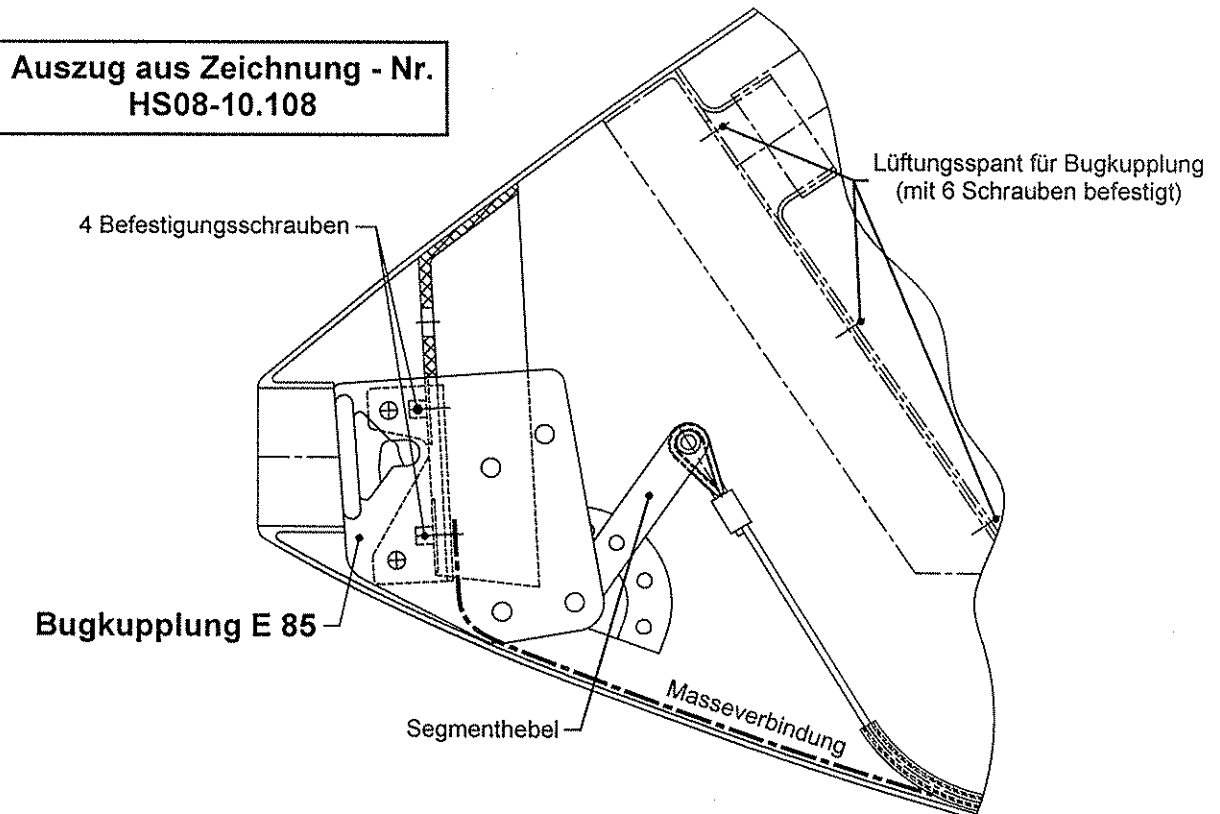 Auszug aus Zeichnung - Nr.
HS08-10.108
Lüftungsspant für Bugkupplung
(mit 6 Schrauben befestigt)
4 Befestigungsschrauben
Bugkupplung E 85
Masseverbindung
Segmenthebel